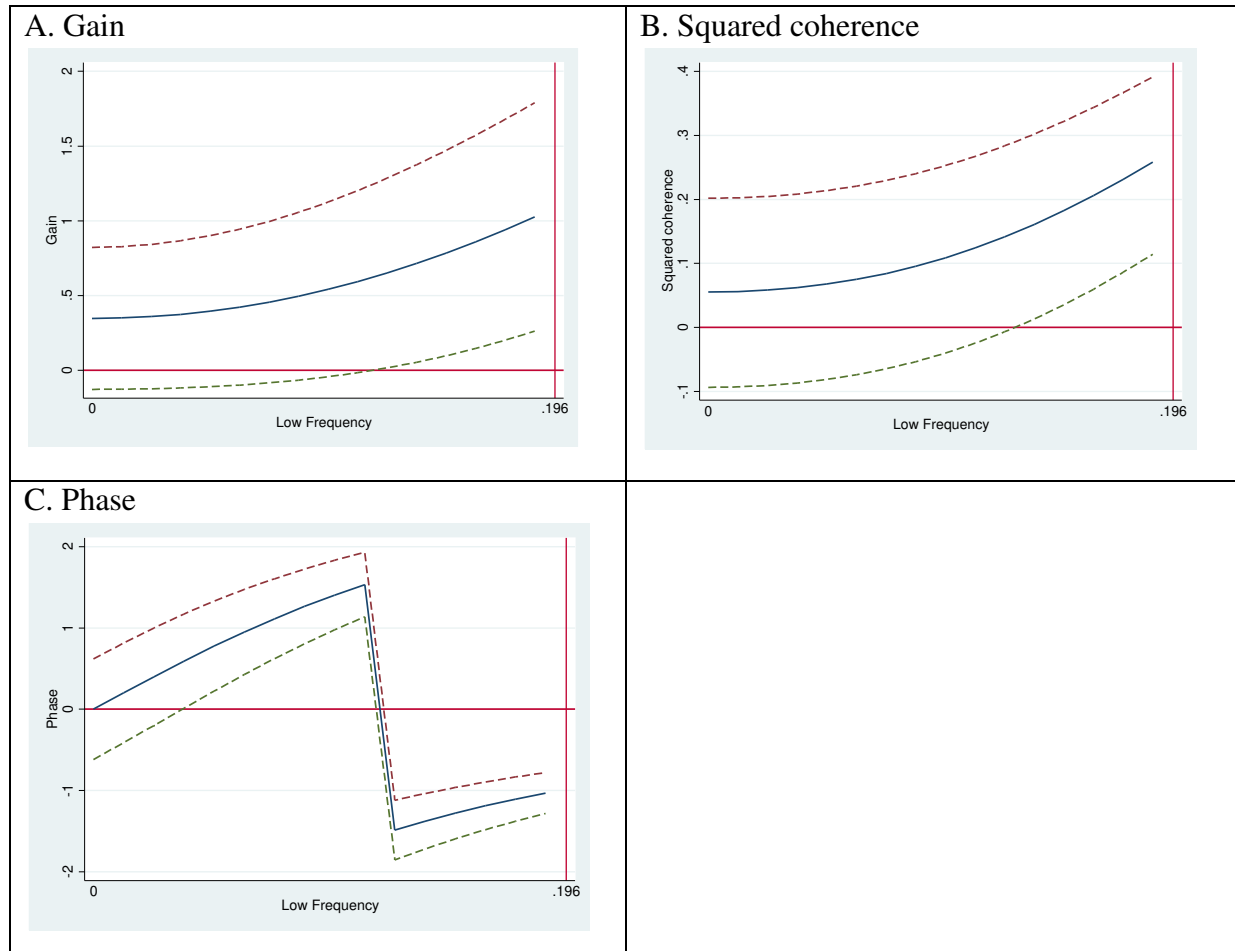 A. Gain
2
1.5
1
.5
0
Gain
0
.196
Low Frequency
B. Squared coherence
.4
.3
.2
.1
0
-.1
Squared coherence
0
.196
Low Frequency
C. Phase
2
1
0
-1
-2
Phase
0
.196
Low Frequency